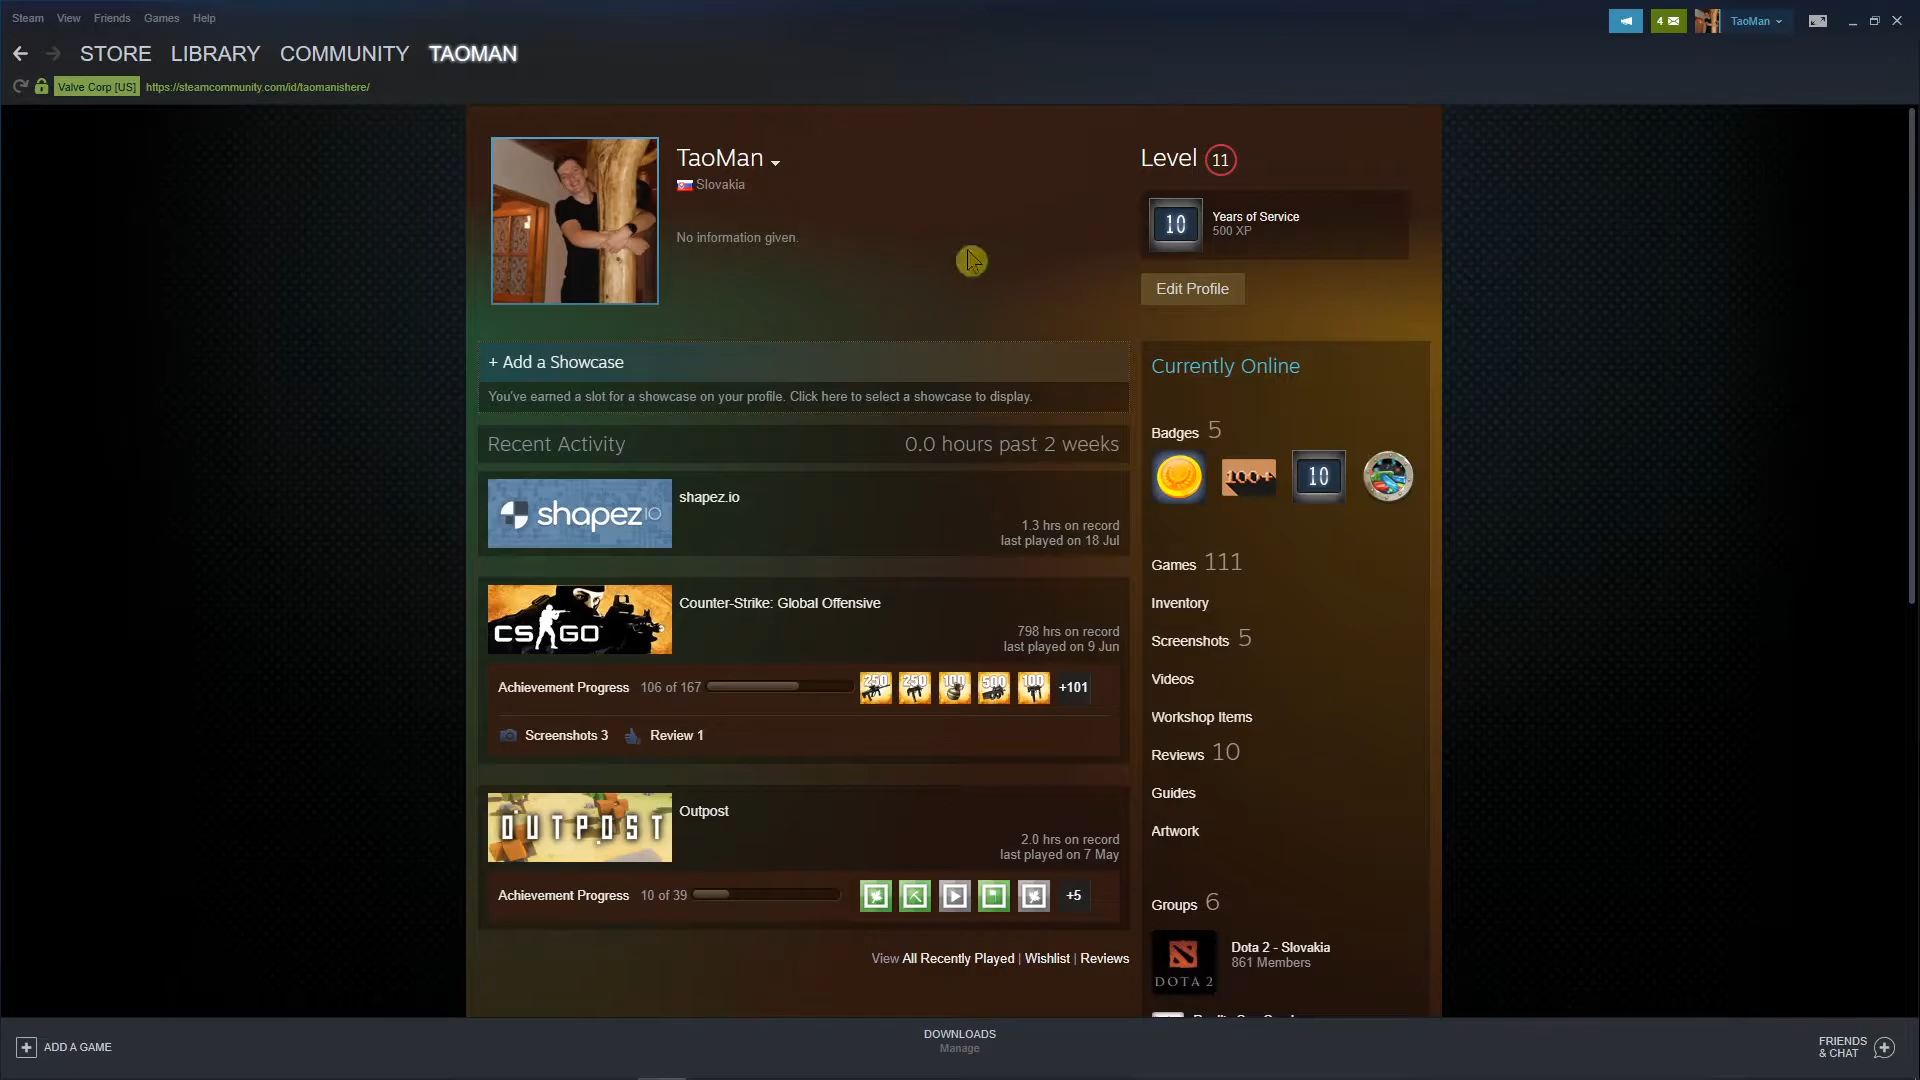 Steam View Friends Games Help
4
TaoMan
STORE LIBRARY COMMUNITY TAOMAN
Valve Corp [US] https://steamcommunity.com/id/taomanishere/
TaoMan
Slovakia
No information given.
Level 11
10 Years of Service
500 XP
Edit Profile
+ Add a Showcase
You've earned a slot for a showcase on your profile. Click here to select a showcase to display.
Recent Activity 0.0 hours past 2 weeks
shapez IO
shapez.io
1.3 hrs on record
last played on 18 Jul
CS GO
Counter-Strike: Global Offensive
798 hrs on record
last played on 9 Jun
Achievement Progress 106 of 167 250 250 100 500 100 +101
Screenshots 3 Review 1
OUTPOST
Outpost
2.0 hrs on record
last played on 7 May
Achievement Progress 10 of 39 +5
View All Recently Played | Wishlist | Reviews
Currently Online
Badges 5
100+ 10
Games 111
Inventory
Screenshots 5
Videos
Workshop Items
Reviews 10
Guides
Artwork
Groups 6
DOTA 2
Dota 2 - Slovakia
861 Members
ADD A GAME
DOWNLOADS
Manage
FRIENDS
& CHAT